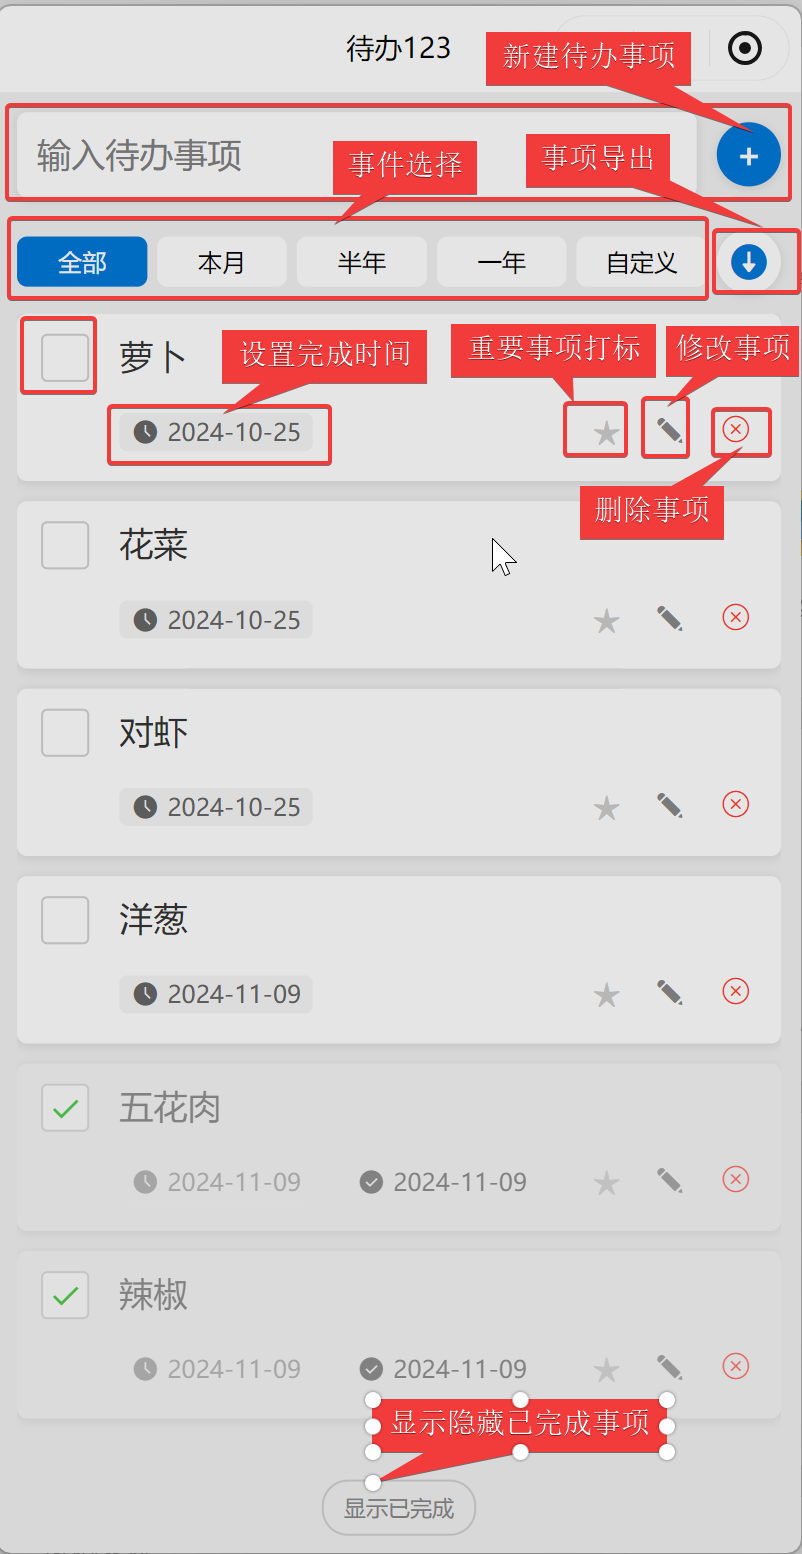 待办123
新建待办事项
输入待办事项
+
事件选择
事项导出
全部
本月
半年
一年
自定义
萝卜
设置完成时间
重要事项打标
修改事项
2024-10-25
删除事项
花菜
2024-10-25
对虾
2024-10-25
洋葱
2024-11-09
五花肉
2024-11-09
2024-11-09
辣椒
2024-11-09
2024-11-09
显示隐藏已完成事项
显示已完成